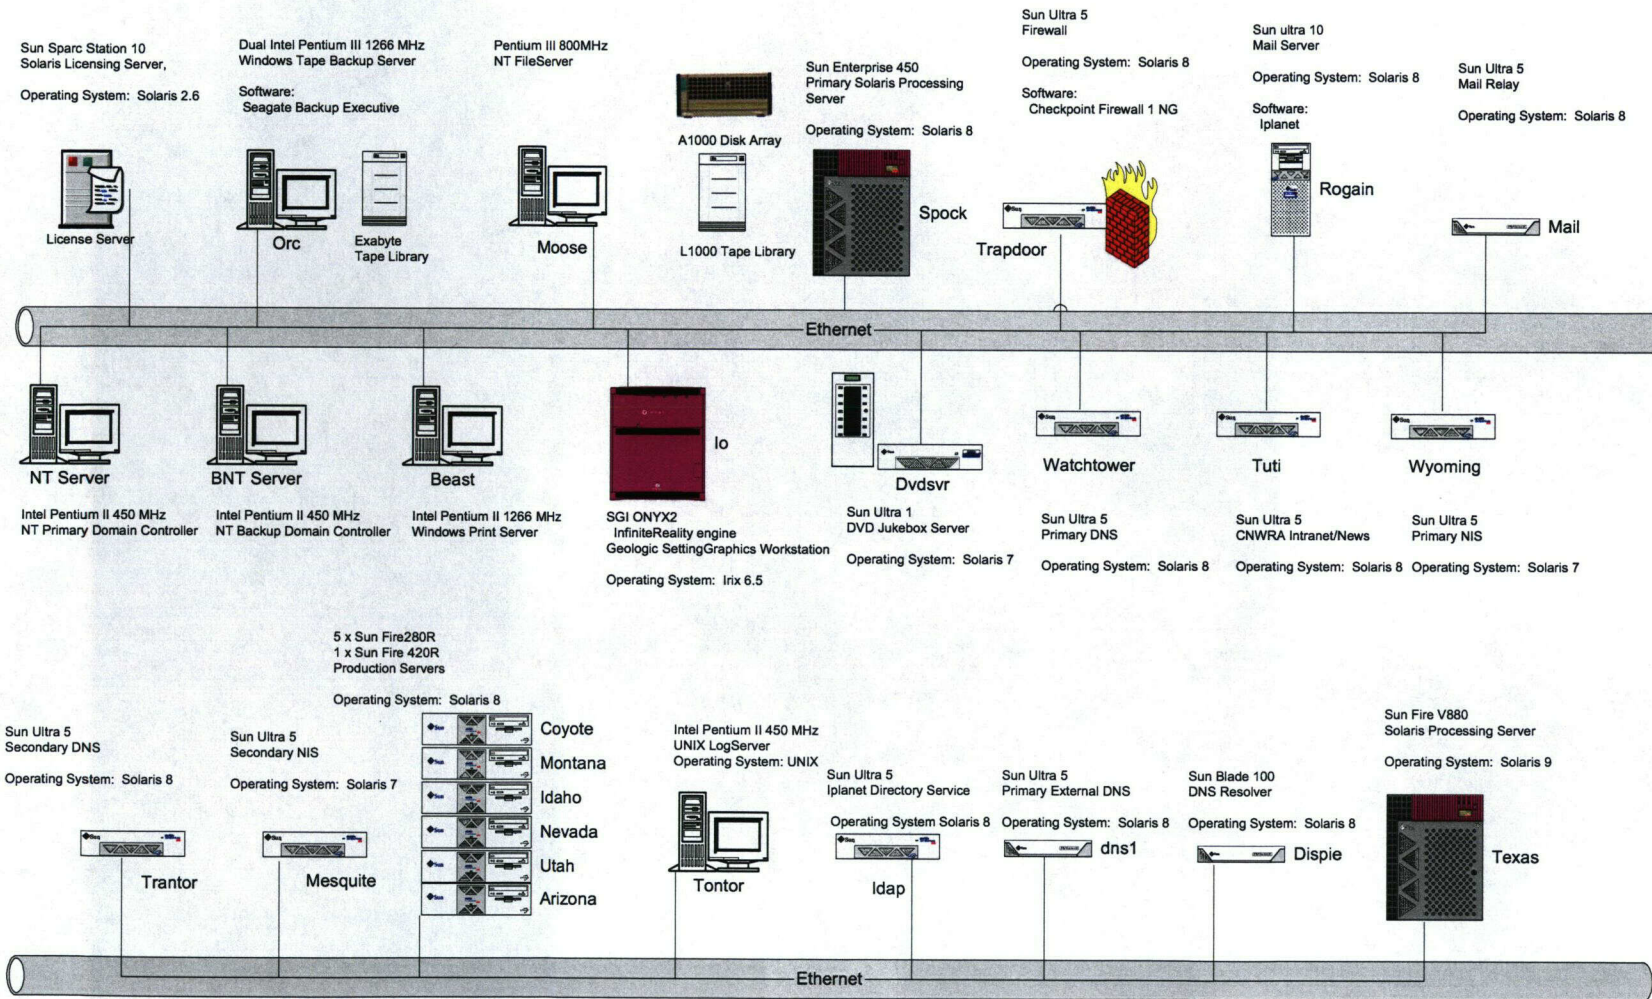 Sun Sparc Station 10
Solaris Licensing Server,
Operating System: Solaris 2.6
License Server
Dual Intel Pentium III 1266 MHz
Windows Tape Backup Server
Software:
Seagate Backup Executive
Orc
Exabyte
Tape Library
Pentium III 800MHz
NT FileServer
Moose
A1000 Disk Array
L1000 Tape Library
Sun Enterprise 450
Primary Solaris Processing
Server
Operating System: Solaris 8
Spock
Sun Ultra 5
Firewall
Operating System: Solaris 8
Software:
Checkpoint Firewall 1 NG
Trapdoor
Sun ultra 10
Mail Server
Operating System: Solaris 8
Software:
Iplanet
Rogain
Sun Ultra 5
Mail Relay
Operating System: Solaris 8
Mail
Ethernet
NT Server
Intel Pentium II 450 MHz
NT Primary Domain Controller
BNT Server
Intel Pentium II 450 MHz
NT Backup Domain Controller
Beast
Intel Pentium II 1266 MHz
Windows Print Server
Io
SGI ONYX2
InfiniteReality engine
Geologic SettingGraphics Workstation
Operating System: Irix 6.5
Dvdsvr
Sun Ultra 1
DVD Jukebox Server
Operating System: Solaris 7
Watchtower
Sun Ultra 5
Primary DNS
Operating System: Solaris 8
Tuti
Sun Ultra 5
CNWRA Intranet/News
Operating System: Solaris 8
Wyoming
Sun Ultra 5
Primary NIS
Operating System: Solaris 7
Sun Ultra 5
Secondary DNS
Operating System: Solaris 8
Trantor
Sun Ultra 5
Secondary NIS
Operating System: Solaris 7
Mesquite
5 x Sun Fire280R
1 x Sun Fire 420R
Production Servers
Operating System: Solaris 8
Coyote
Montana
Idaho
Nevada
Utah
Arizona
Intel Pentium II 450 MHz
UNIX LogServer
Operating System: UNIX
Tontor
Sun Ultra 5
Iplanet Directory Service
Operating System Solaris 8
ldap
Sun Ultra 5
Primary External DNS
Operating System: Solaris 8
dns1
Sun Blade 100
DNS Resolver
Operating System: Solaris 8
Dispie
Sun Fire V880
Solaris Processing Server
Operating System: Solaris 9
Texas
Ethernet